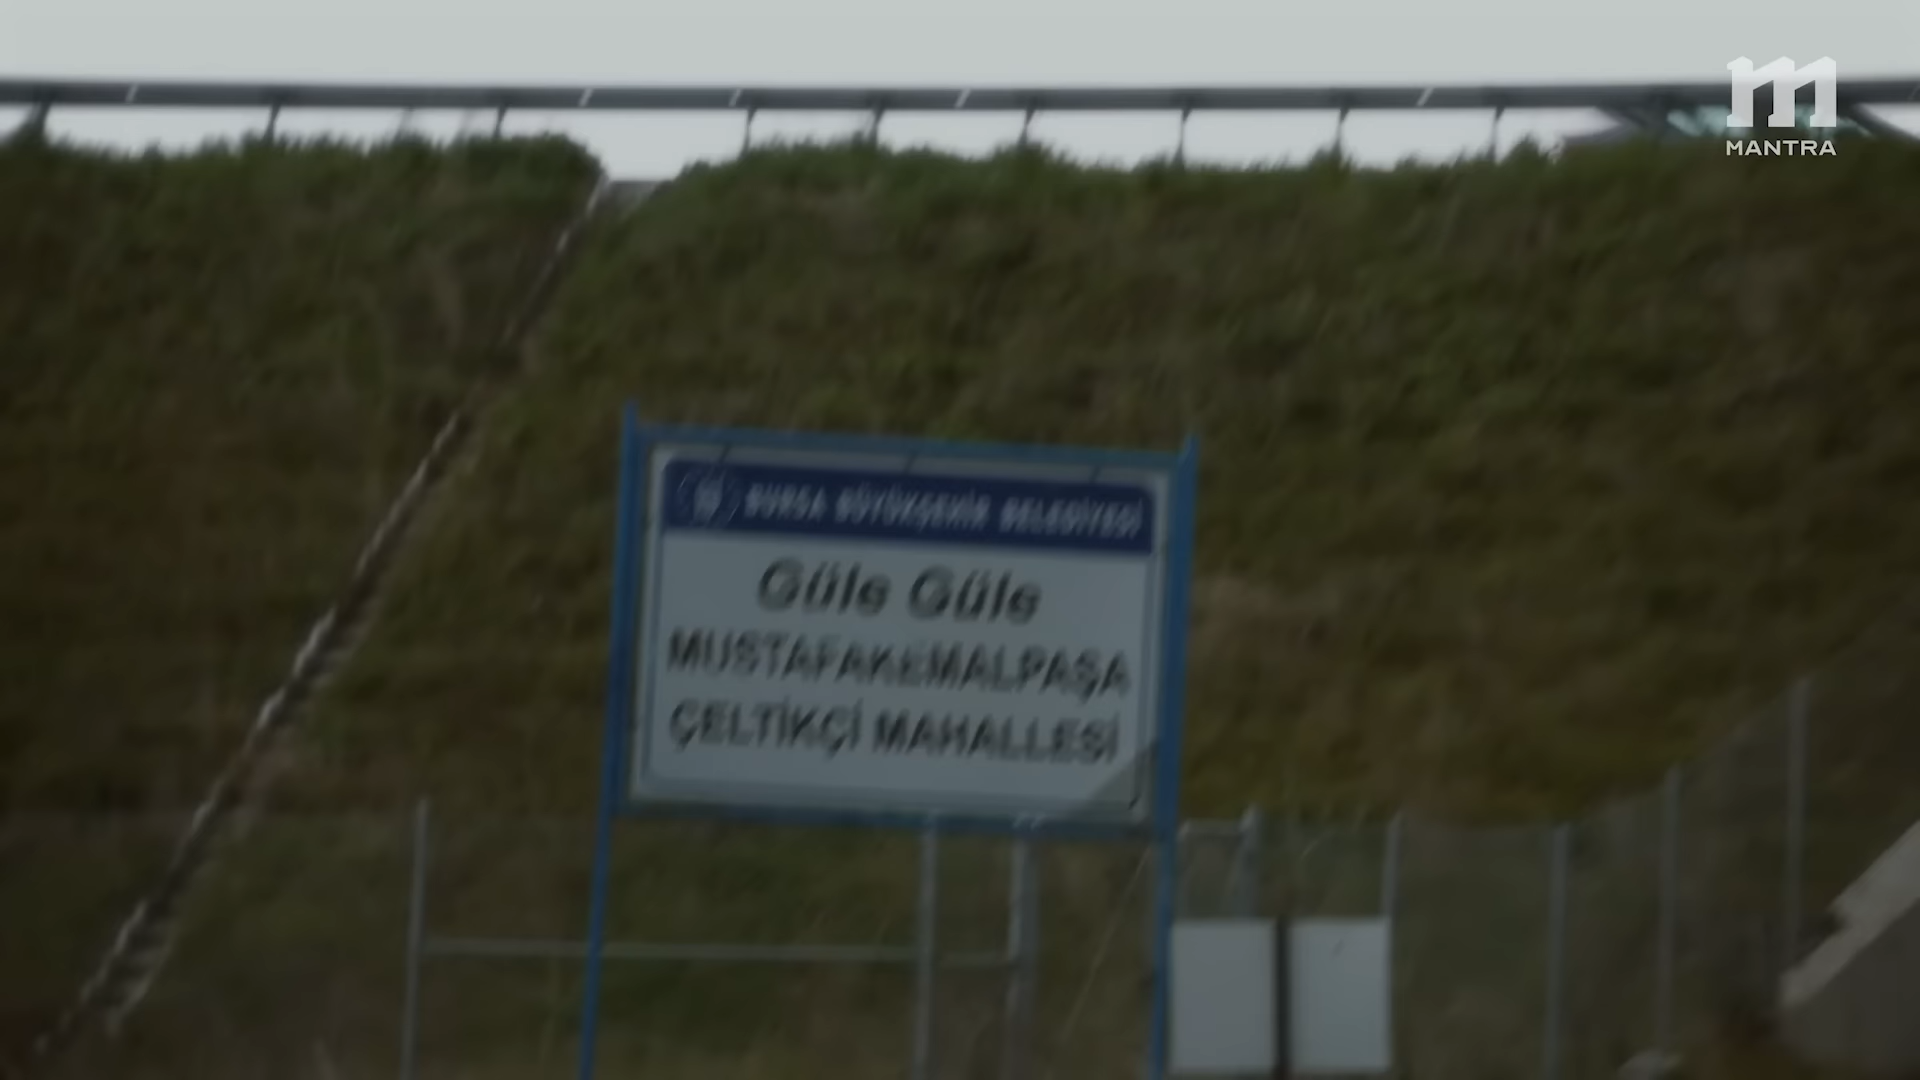 m
MANTRA
BURSA BÜYÜKŞEHİR BELEDİYESİ
Güle Güle
MUSTAFAKEMALPAŞA
ÇELTİKÇİ MAHALLESİ